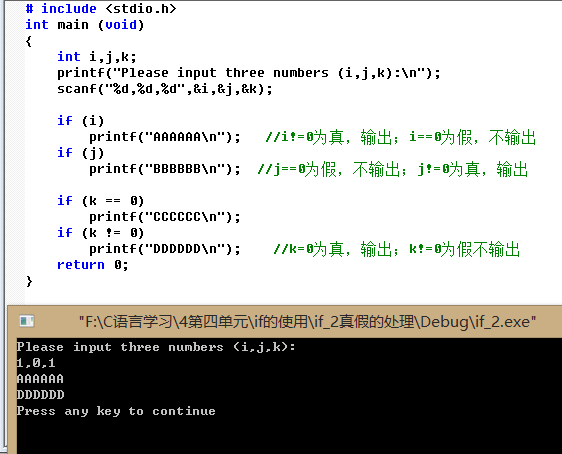 # include <stdio.h>
int main (void)
{
int i,j,k;
printf("Please input three numbers (i,j,k):\n");
scanf("%d,%d,%d",&i,&j,&k);
if (i)
printf("AAAAAA\n"); //i!=0为真，输出；i==0为假，不输出
if (j)
printf("BBBBBB\n"); //j==0为假，不输出；j!=0为真，输出
if (k == 0)
printf("CCCCCC\n");
if (k != 0)
printf("DDDDDD\n"); //k=0为真，输出；k!=0为假不输出
return 0;
}
"F:\C语言学习\4第四单元\if的使用\if_2真假的处理\Debug\if_2.exe"
Please input three numbers (i,j,k):
1,0,1
AAAAAA
DDDDDD
Press any key to continue